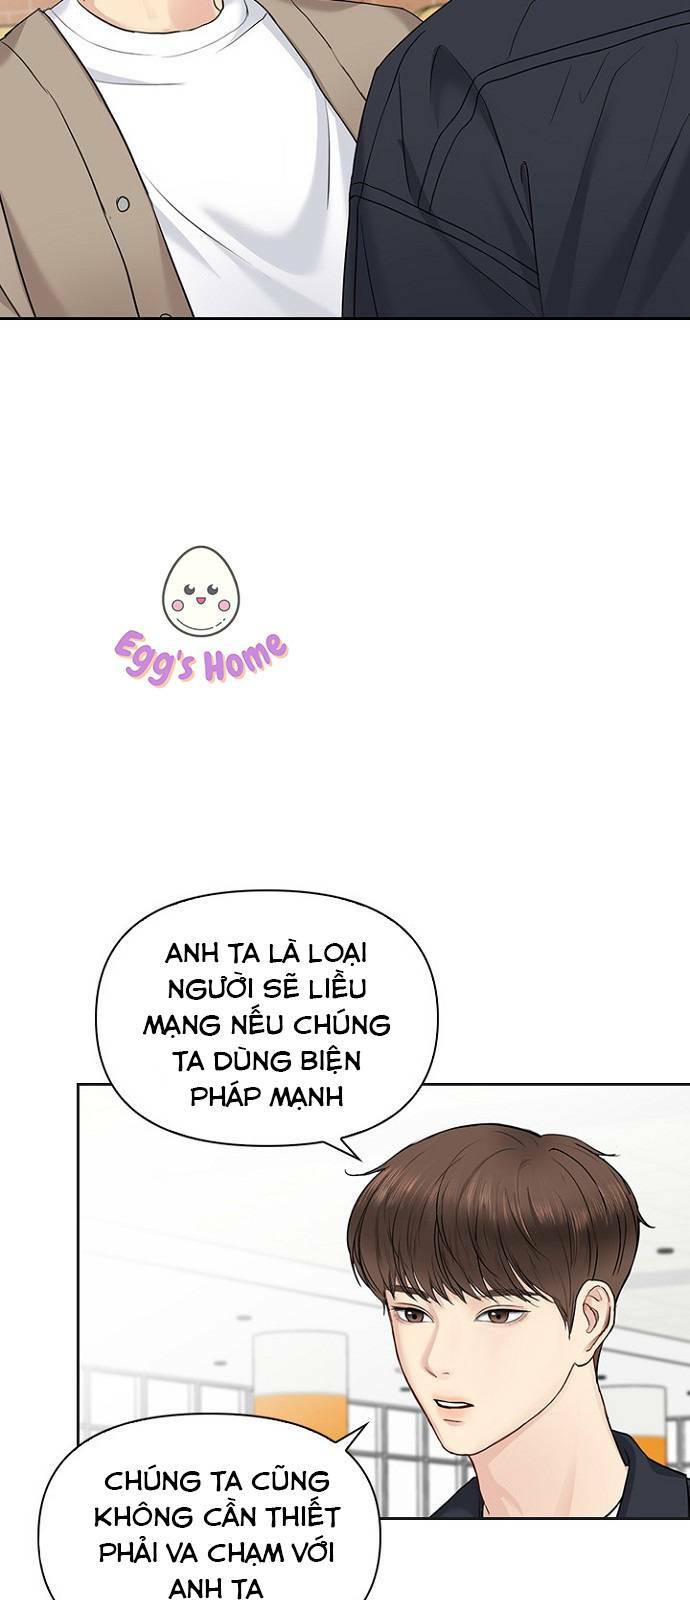 Egg's Home
ANH TA LÀ LOẠI
NGƯỜI SẼ LIỀU
MẠNG NẾU CHÚNG
TA DÙNG BIỆN
PHÁP MẠNH
CHÚNG TA CŨNG
KHÔNG CẦN THIẾT
PHẢI VA CHẠM VỚI
ANH TA